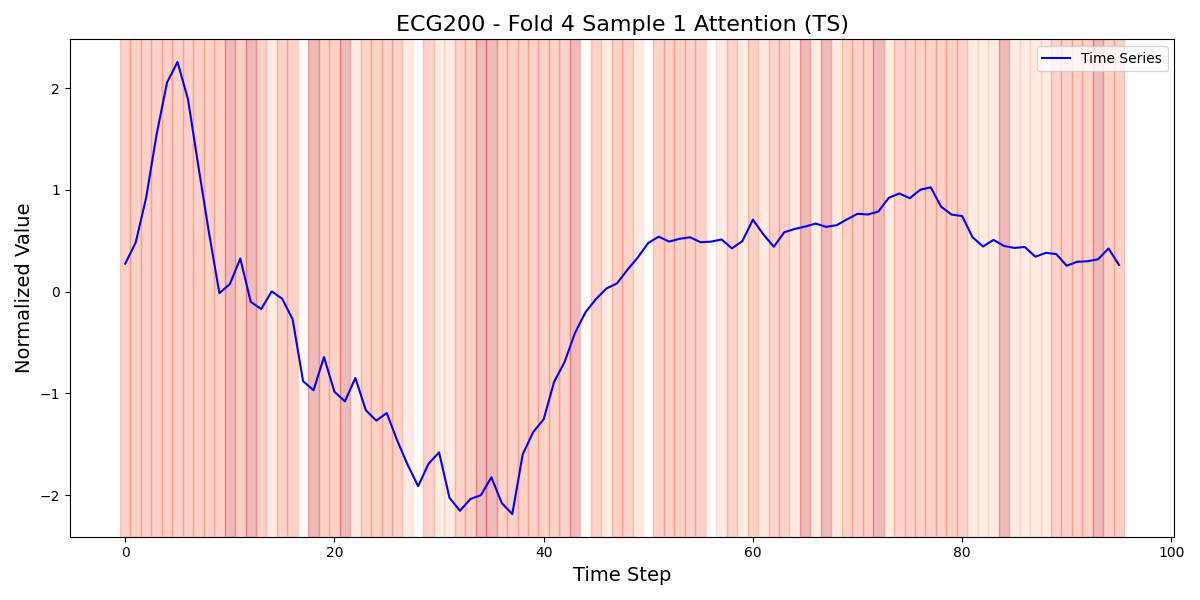 ECG200 - Fold 4 Sample 1 Attention (TS)
Time Series
Normalized Value
2
1
0
−1
−2
0 20 40 60 80 100
Time Step